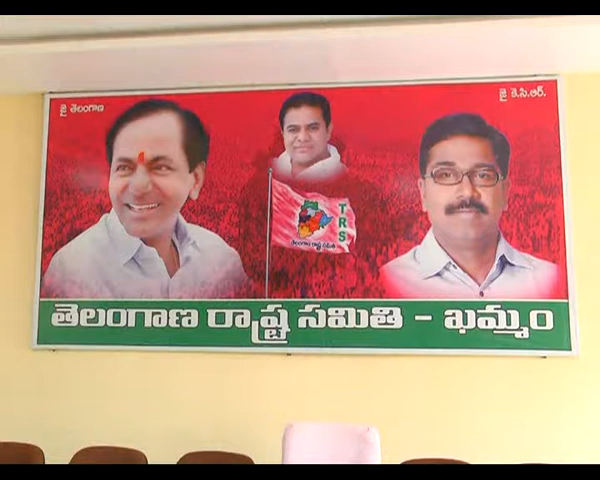 జై తెలంగాణ
జై కె.సి.ఆర్.
TRS
తెలంగాణ రాష్ట్ర సమితి
తెలంగాణ రాష్ట్ర సమితి - ఖమ్మం